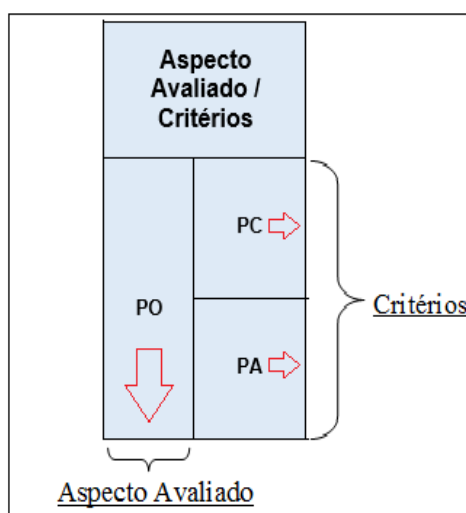 Aspecto
Avaliado /
Critérios
PC
PO
PA
Critérios
Aspecto Avaliado